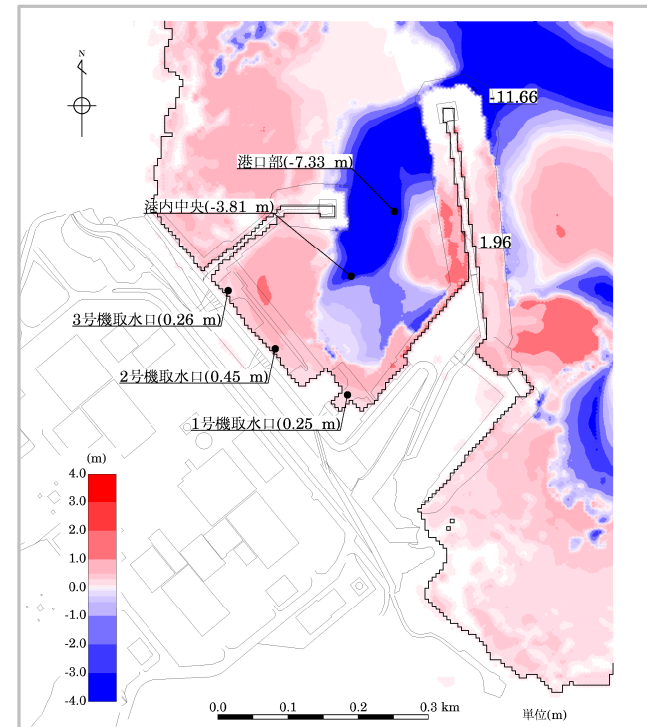 N
-11.66
港口部(-7.33 m)
港内中央(-3.81 m)
1.96
3号機取水口(0.26 m)
2号機取水口(0.45 m)
1号機取水口(0.25 m)
(m)
4.0
3.0
2.0
1.0
0.0
-1.0
-2.0
-3.0
-4.0
0.0 0.1 0.2 0.3 km
単位(m)